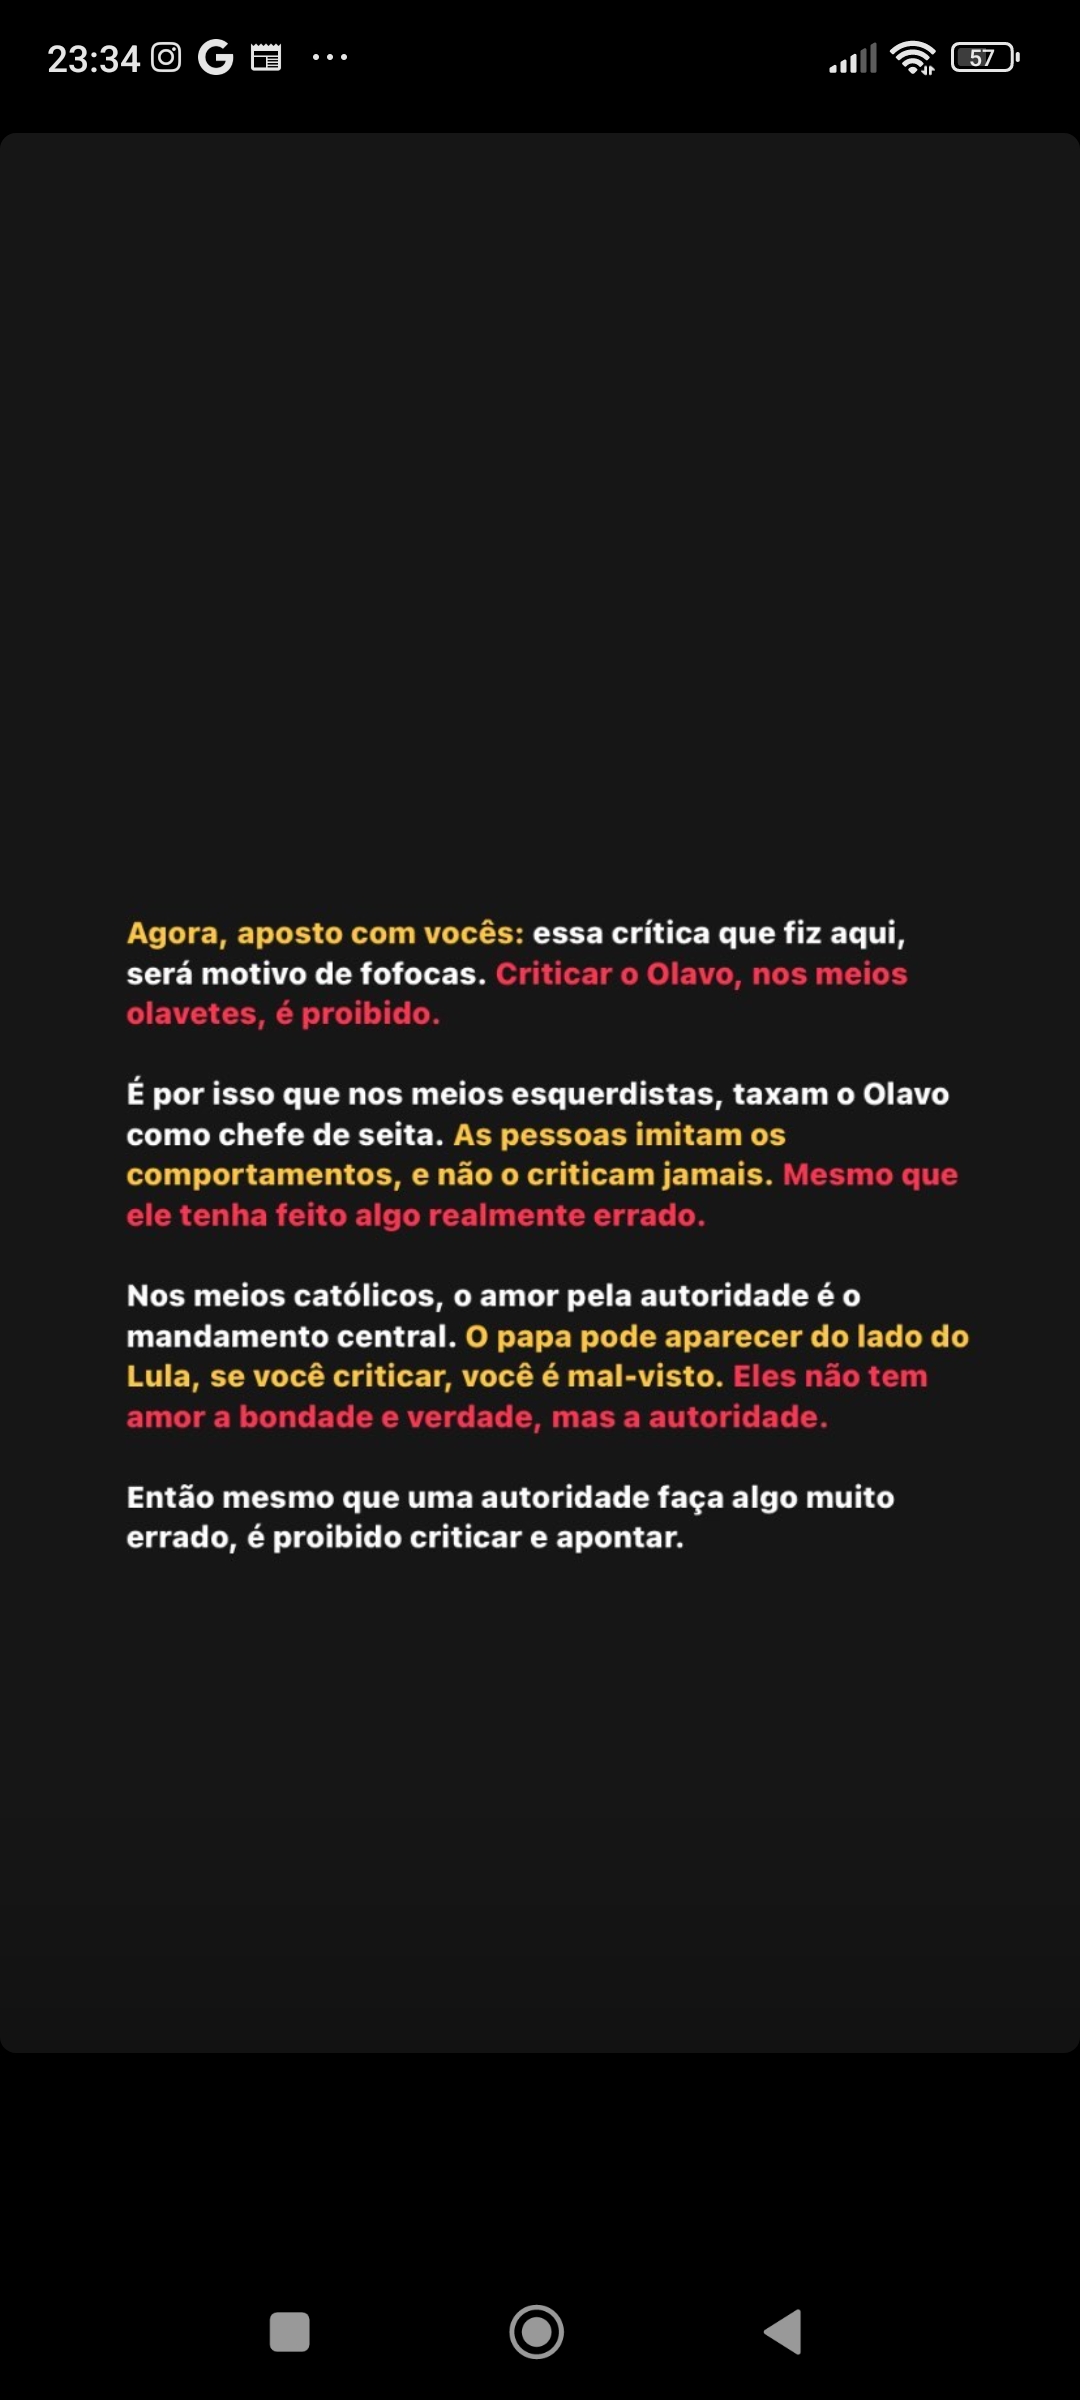 23:34
57
Agora, aposto com vocês: essa crítica que fiz aqui,
será motivo de fofocas. Criticar o Olavo, nos meios
olavetes, é proibido.
É por isso que nos meios esquerdistas, taxam o Olavo
como chefe de seita. As pessoas imitam os
comportamentos, e não o criticam jamais. Mesmo que
ele tenha feito algo realmente errado.
Nos meios católicos, o amor pela autoridade é o
mandamento central. O papa pode aparecer do lado do
Lula, se você criticar, você é mal-visto. Eles não tem
amor a bondade e verdade, mas a autoridade.
Então mesmo que uma autoridade faça algo muito
errado, é proibido criticar e apontar.